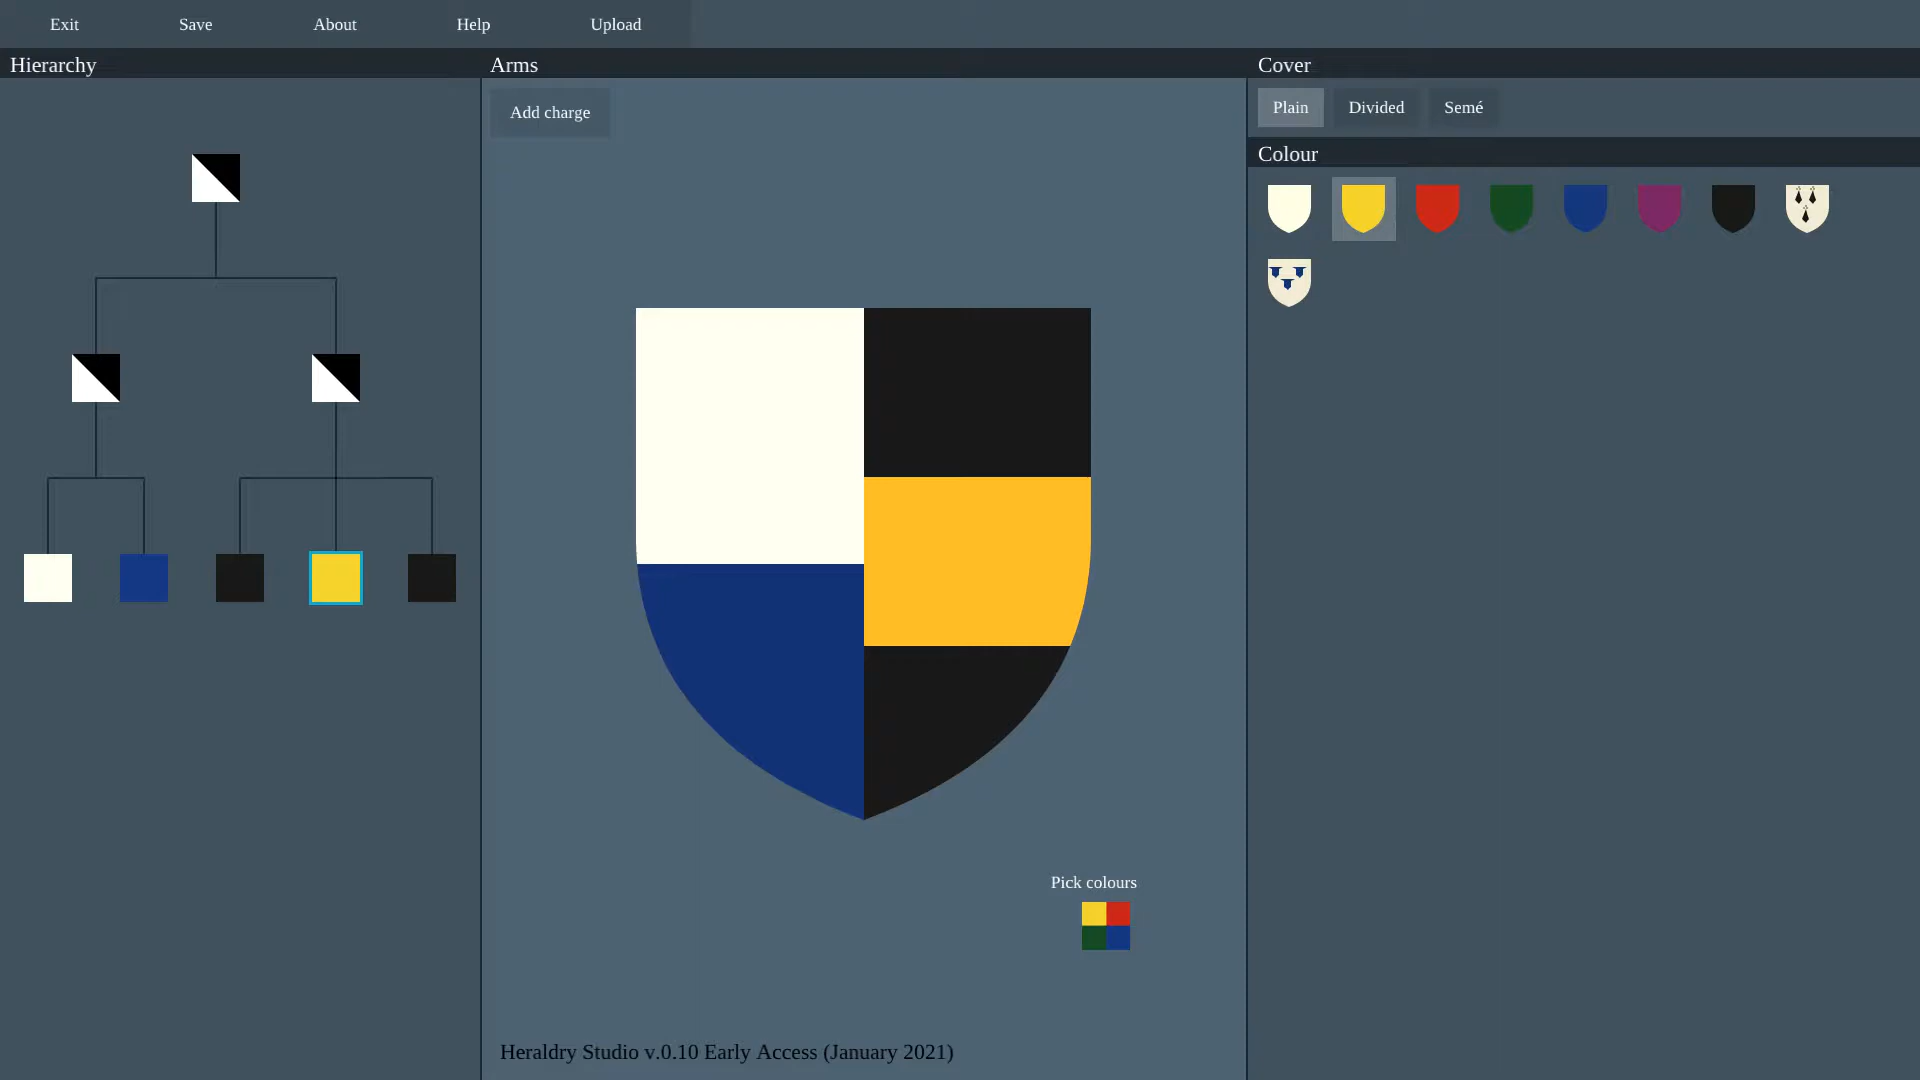 Exit Save About Help Upload
Hierarchy
Arms
Cover
Add charge
Plain Divided Semé
Colour
Pick colours
Heraldry Studio v.0.10 Early Access (January 2021)